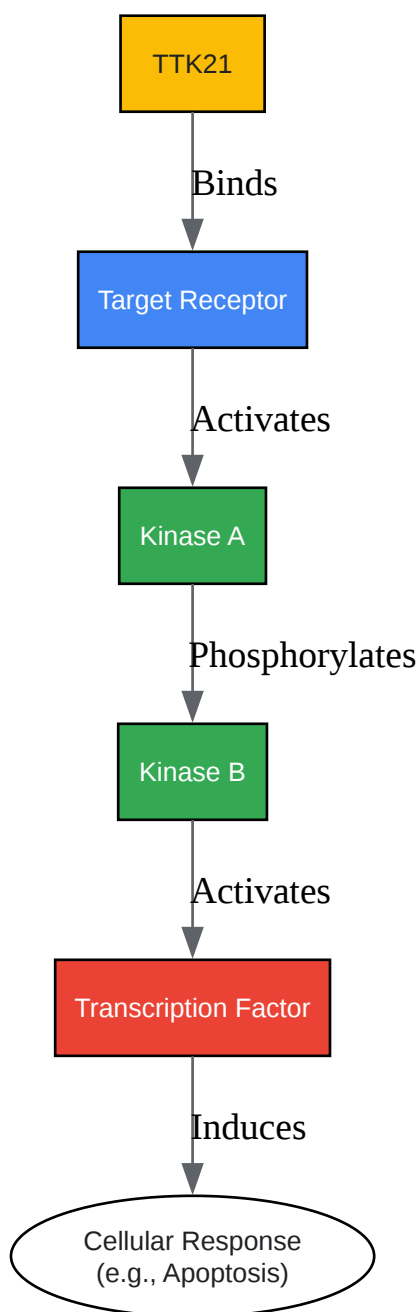 TTK21
Binds
Target Receptor
Activates
Kinase A
Phosphorylates
Kinase B
Activates
Transcription Factor
Induces
Cellular Response
(e.g., Apoptosis)